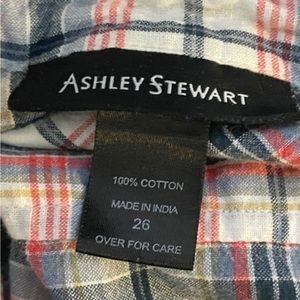 ASHLEY STEWART
100% COTTON
MADE IN INDIA
26
OVER FOR CARE